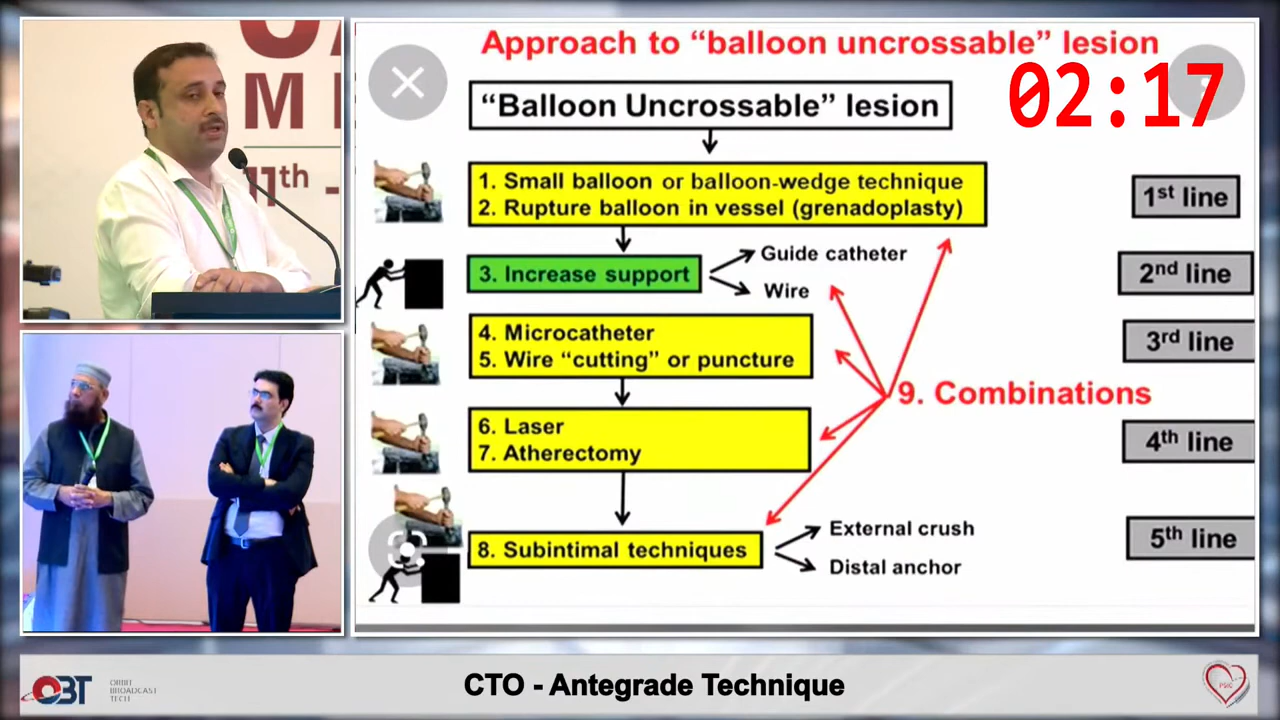 M
11th -
Approach to “balloon uncrossable” lesion
02:17
“Balloon Uncrossable” lesion
1. Small balloon or balloon-wedge technique
2. Rupture balloon in vessel (grenadoplasty)
1st line
3. Increase support
Guide catheter
Wire
2nd line
4. Microcatheter
5. Wire “cutting” or puncture
3rd line
9. Combinations
6. Laser
7. Atherectomy
4th line
8. Subintimal techniques
External crush
Distal anchor
5th line
OBT
ORBIT
BROADCAST
TECH
CTO - Antegrade Technique
PSIC